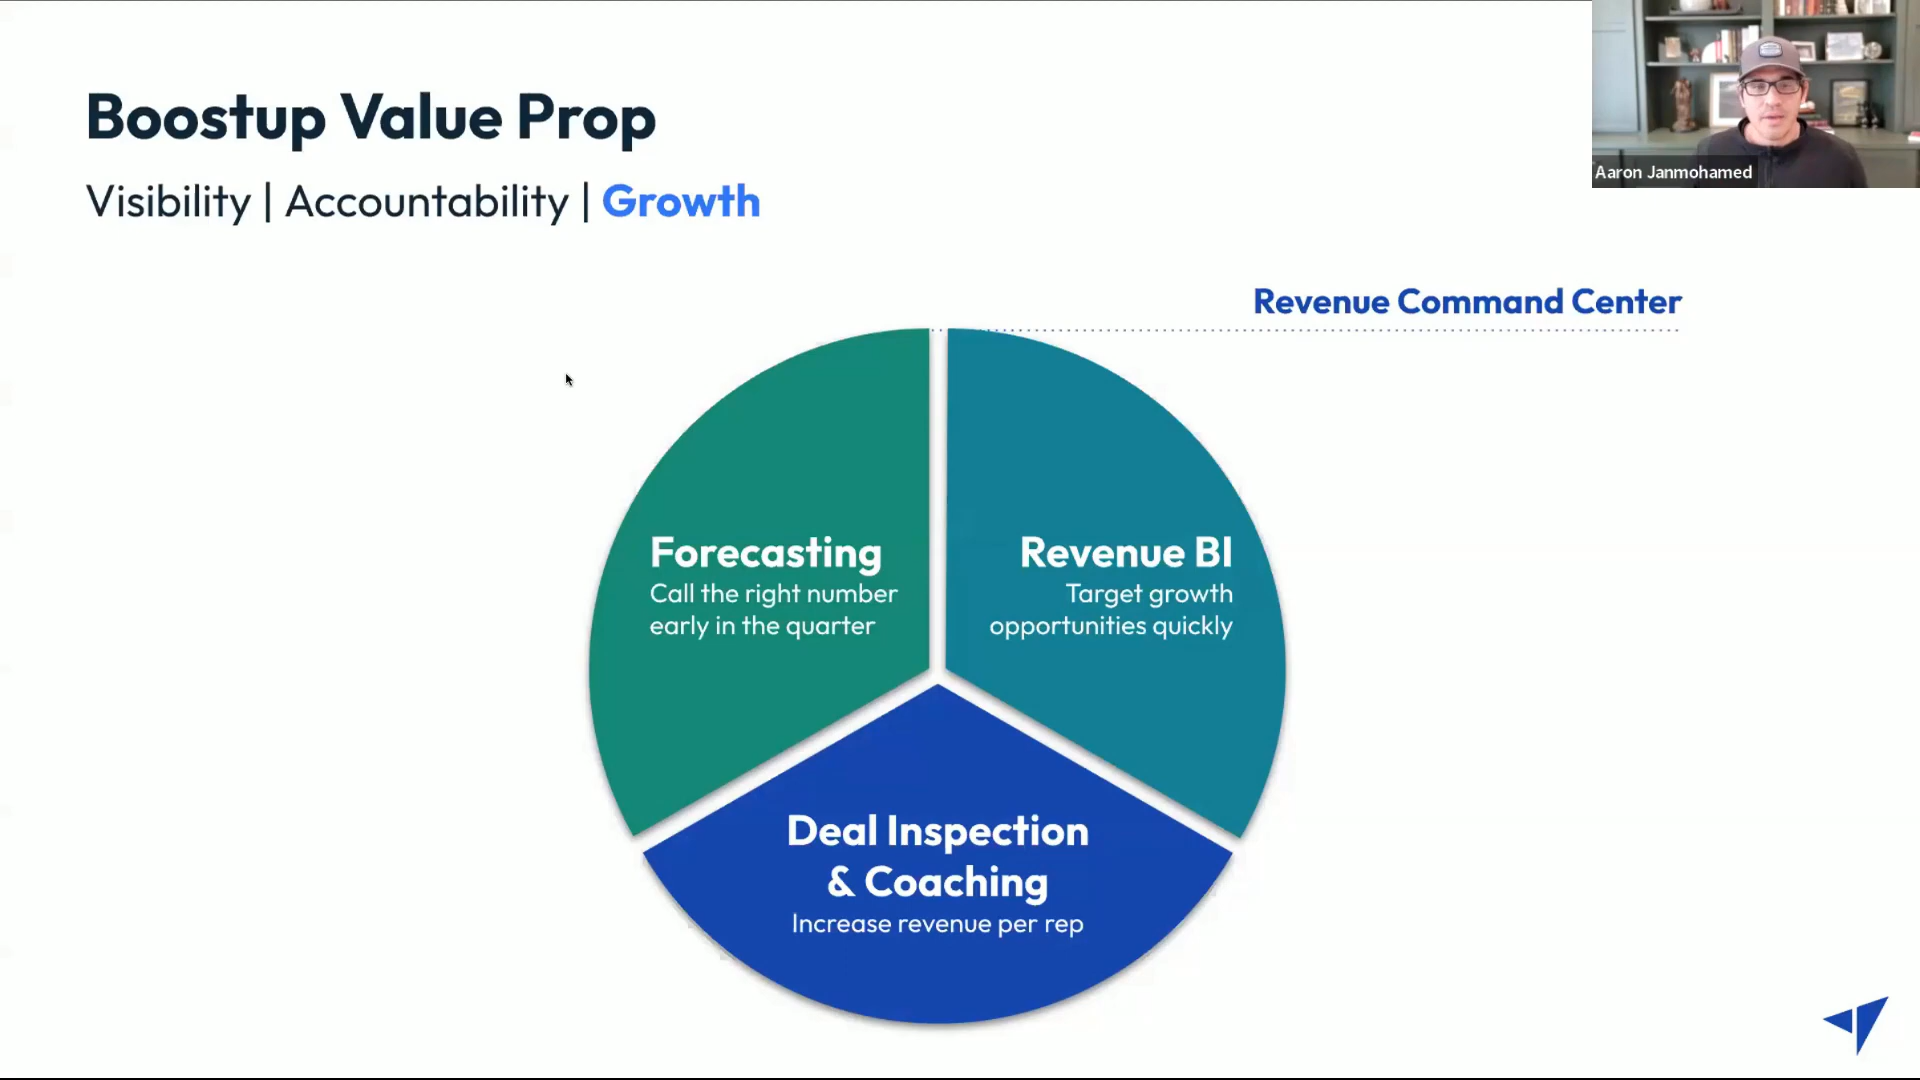 Boostup Value Prop
Visibility | Accountability | Growth
Aaron Janmohamed
Revenue Command Center
Forecasting
Call the right number
early in the quarter
Revenue BI
Target growth
opportunities quickly
Deal Inspection
& Coaching
Increase revenue per rep